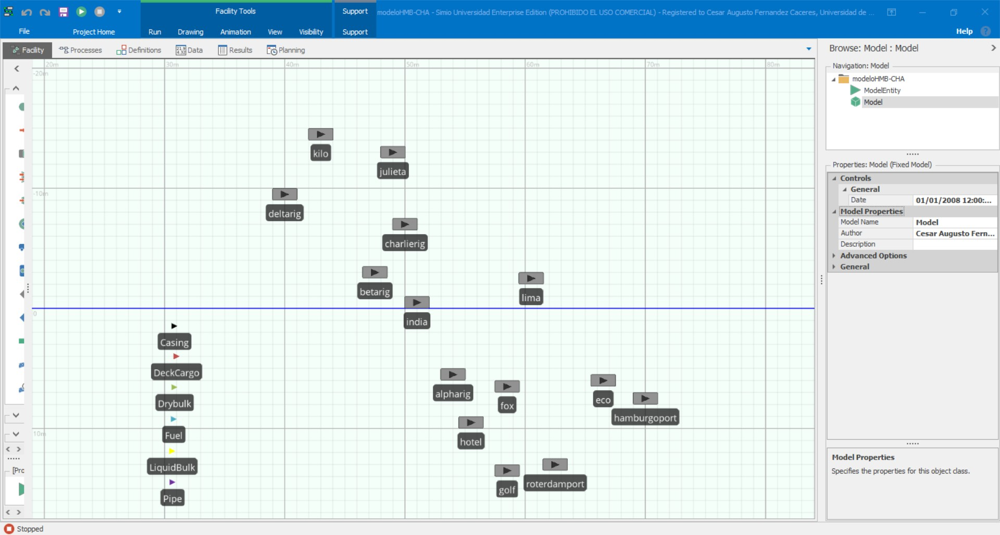 Facility Tools
Support
modeloHMB-CHA - Simio Universidad Enterprise Edition (PROHIBIDO EL USO COMERCIAL) - Registered to Cesar Augusto Fernandez Caceres, Universidad de ...
File
Project Home
Run
Drawing
Animation
View
Visibility
Support
Help
Facility
Processes
Definitions
Data
Results
Planning
Browse: Model : Model
20m
30m
40m
50m
60m
70m
80m
-20m
-10m
0
10m
kilo
julieta
deltarig
charlierig
betarig
lima
india
Casing
DeckCargo
Drybulk
Fuel
LiquidBulk
Pipe
alpharig
fox
eco
hamburgoport
hotel
golf
roterdamport
[Pro
Navigation: Model
modeloHMB-CHA
ModelEntity
Model
Properties: Model (Fixed Model)
Controls
General
Date 01/01/2008 12:00:...
Model Properties
Model Name Model
Author Cesar Augusto Fern...
Description
Advanced Options
General
Model Properties
Specifies the properties for this object class.
Stopped